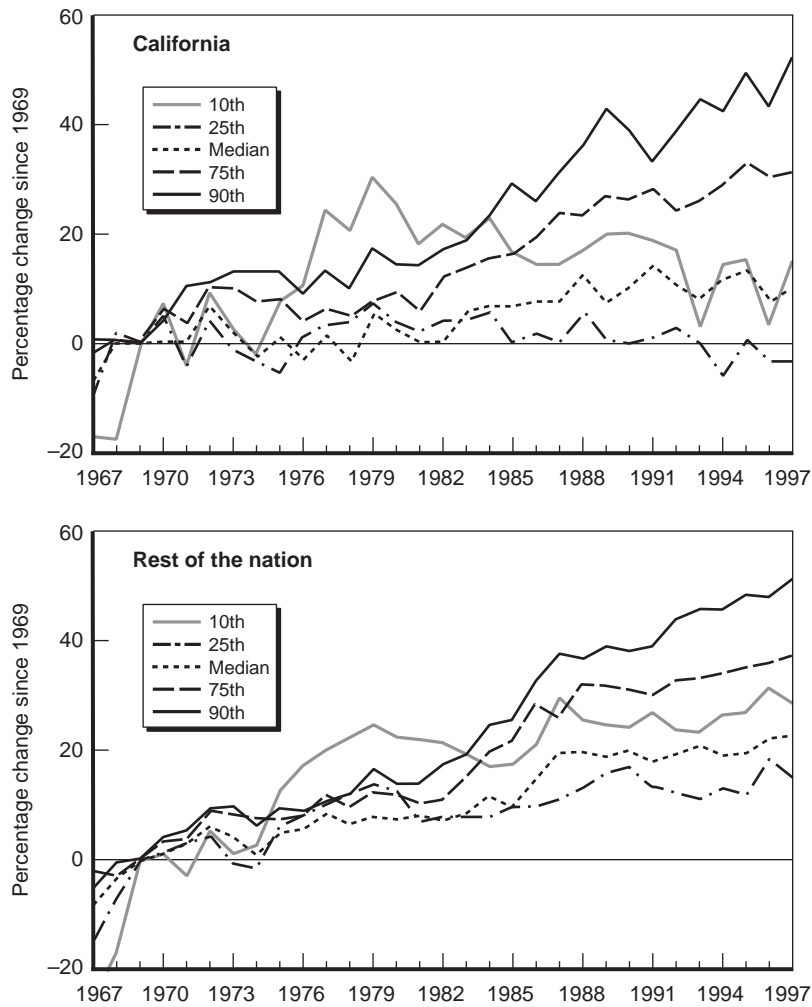 60
California
10th
25th
Median
75th
90th
40
20
0
–20
Percentage change since 1969
1967 1970 1973 1976 1979 1982 1985 1988 1991 1994 1997
60
Rest of the nation
10th
25th
Median
75th
90th
40
20
0
–20
Percentage change since 1969
1967 1970 1973 1976 1979 1982 1985 1988 1991 1994 1997